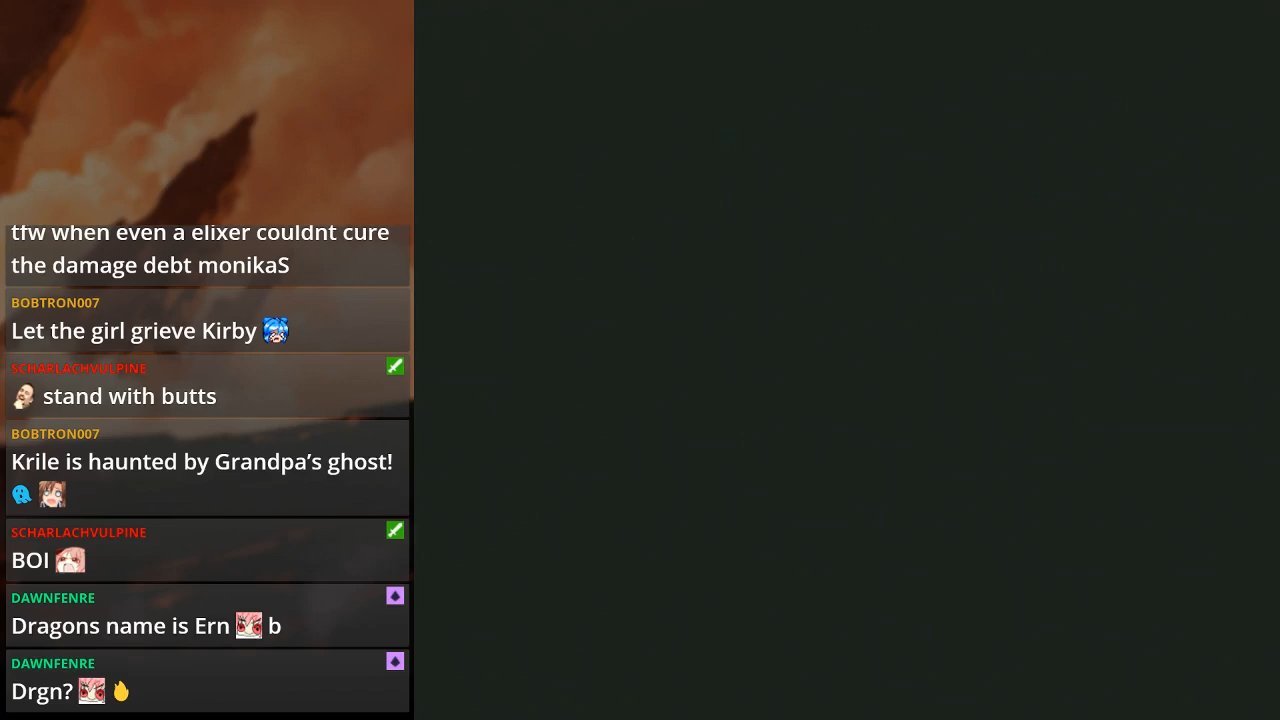 tfw when even a elixer couldnt cure
the damage debt monikaS
BOBTRON007
Let the girl grieve Kirby
SCHARLACHVULPINE
stand with butts
BOBTRON007
Krile is haunted by Grandpa's ghost!
SCHARLACHVULPINE
BOI
DAWNFENRE
Dragons name is Ern b
DAWNFENRE
Drgn?